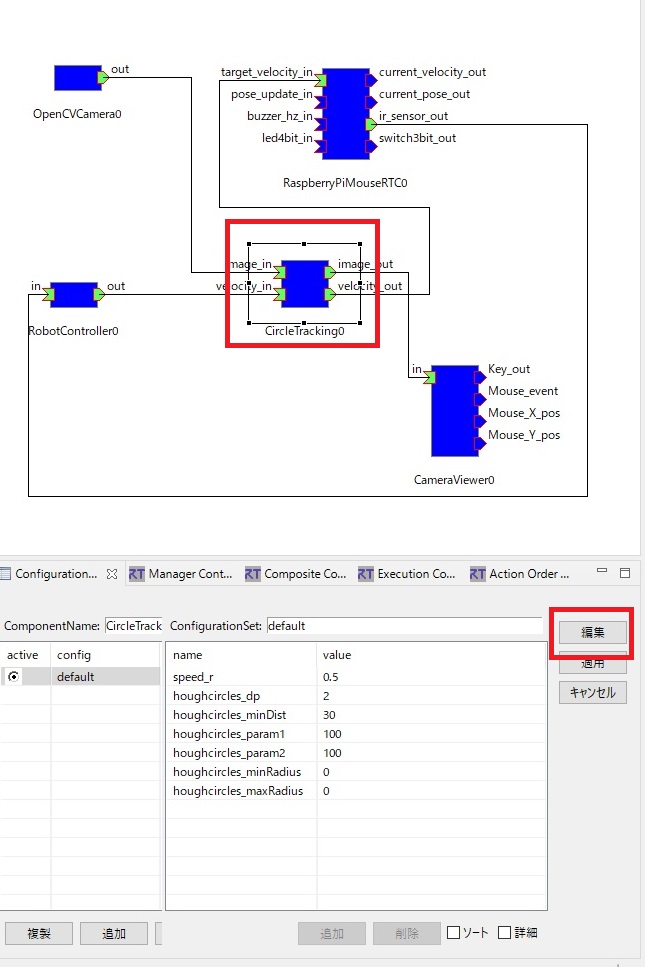 out
OpenCVCamera0
target_velocity_in
pose_update_in
buzzer_hz_in
led4bit_in
current_velocity_out
current_pose_out
ir_sensor_out
switch3bit_out
RaspberryPiMouseRTC0
in
out
RobotController0
image_in
velocity_in
image_out
velocity_out
CircleTracking0
in
Key_out
Mouse_event
Mouse_X_pos
Mouse_Y_pos
CameraViewer0
Configuration... RT Manager Cont... RT Composite Co... RT Execution Co... RT Action Order ...
ComponentName: CircleTrack ConfigurationSet: default
編集
適用
キャンセル
active config
default
name value
speed_r 0.5
houghcircles_dp 2
houghcircles_minDist 30
houghcircles_param1 100
houghcircles_param2 100
houghcircles_minRadius 0
houghcircles_maxRadius 0
複製 追加 追加 削除 ソート 詳細